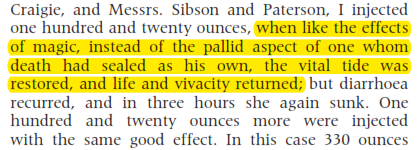 Craigie, and Messrs. Sibson and Paterson, I injected
one hundred and twenty ounces, when like the effects
of magic, instead of the pallid aspect of one whom
death had sealed as his own, the vital tide was
restored, and life and vivacity returned; but diarrhoea
recurred, and in three hours she again sunk. One
hundred and twenty ounces more were injected
with the same good effect. In this case 330 ounces